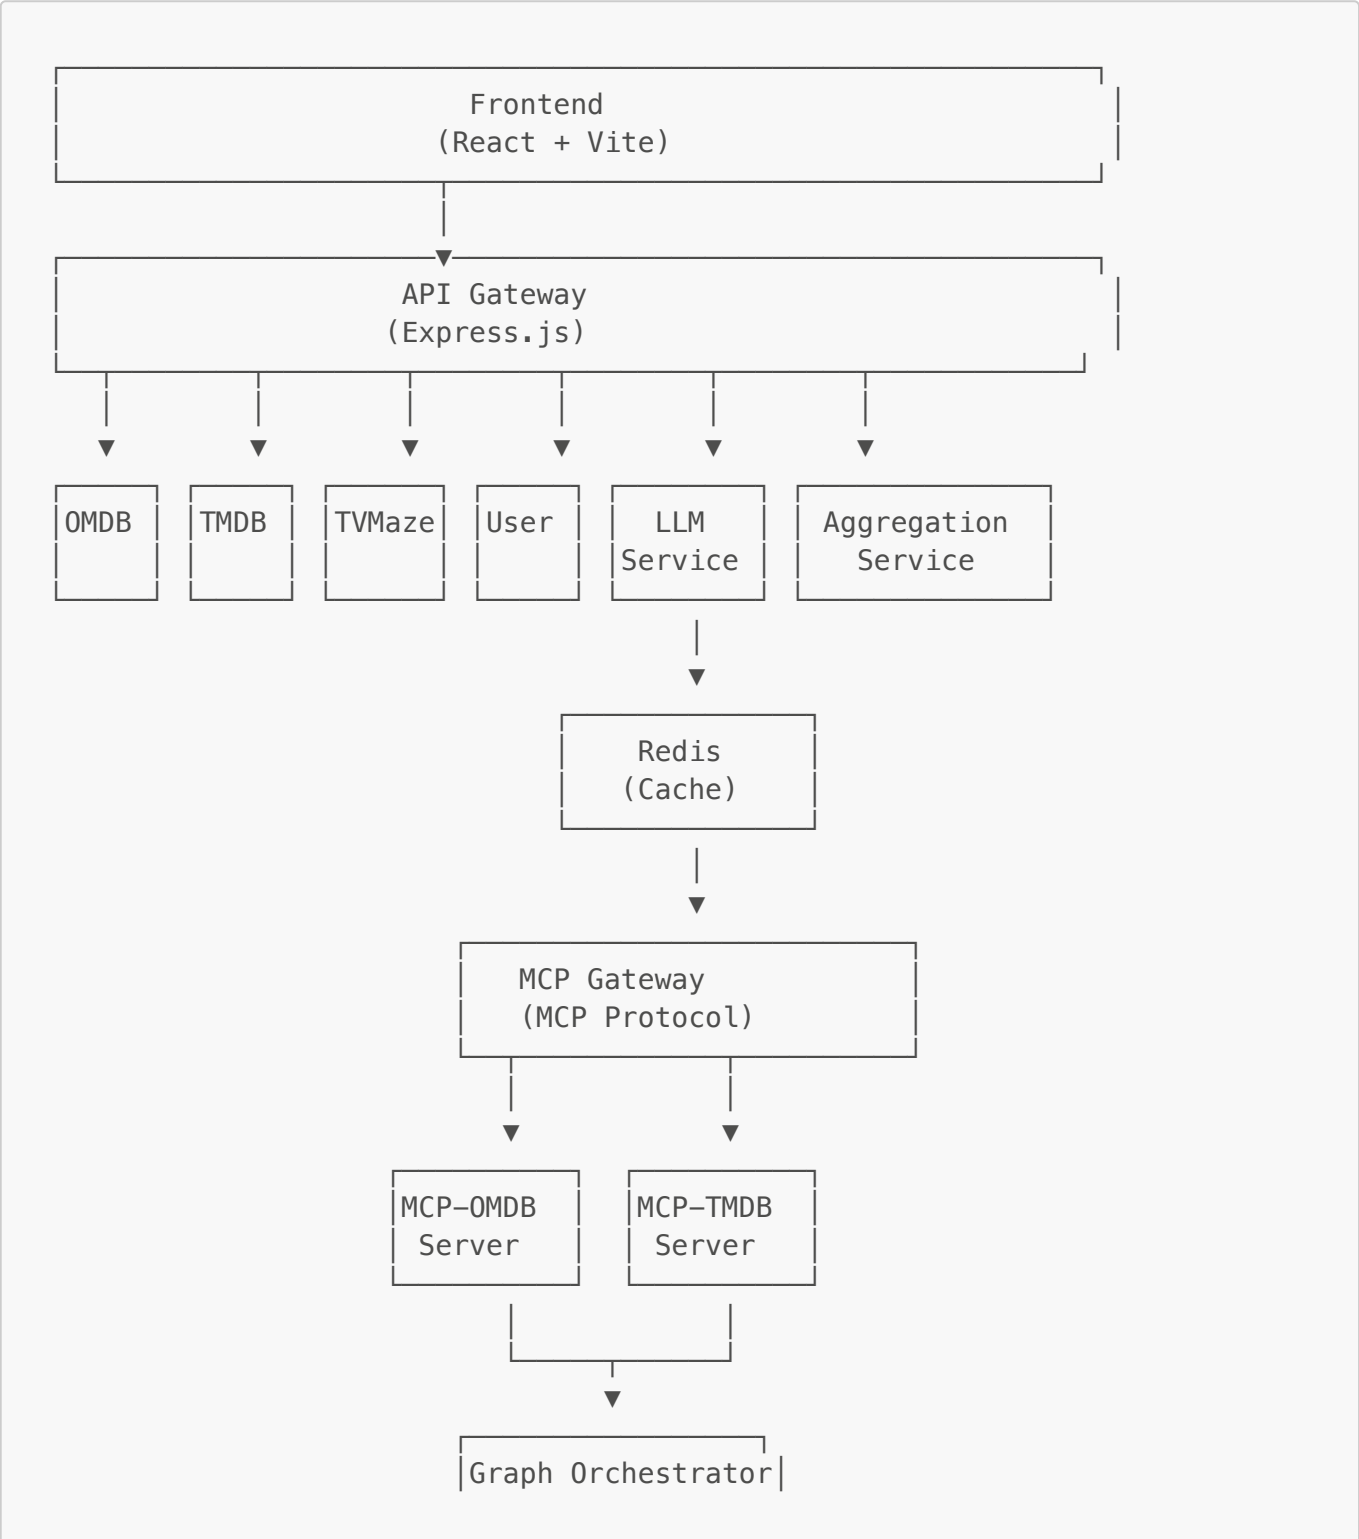 Frontend
(React + Vite)
API Gateway
(Express.js)
OMDB TMDB TVMaze User LLM Aggregation
Service Service
Redis
(Cache)
MCP Gateway
(MCP Protocol)
MCP-OMDB MCP-TMDB
Server Server
Graph Orchestrator